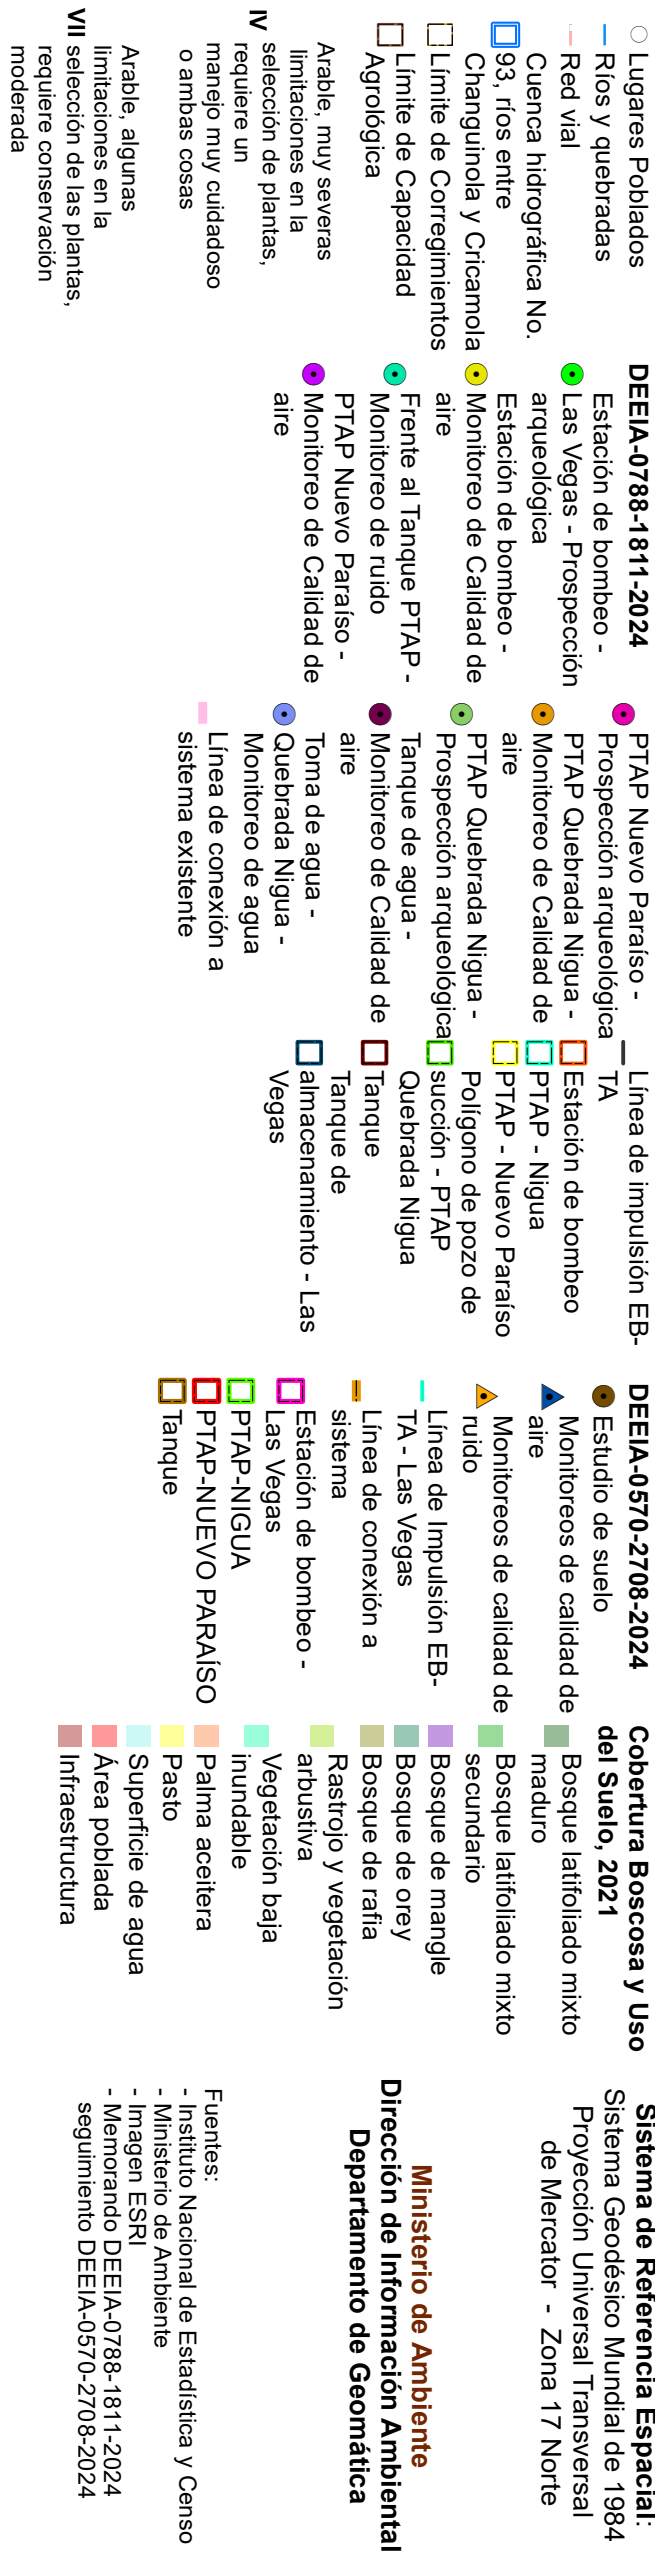 Lugares Poblados
Ríos y quebradas
Red vial
Cuenca hidrográfica No.
93, ríos entre
Changuinola y Cricamola
Límite de Corregimientos
Límite de Capacidad
Agrológica
Arable, muy severas
limitaciones en la
IV selección de plantas,
requiere un
manejo muy cuidadoso
o ambas cosas
Arable, algunas
limitaciones en la
VII selección de las plantas,
requiere conservación
moderada
DEEIA-0788-1811-2024
Estación de bombeo -
Las Vegas - Prospección
arqueológica
Estación de bombeo -
Monitoreo de Calidad de
aire
Frente al Tanque PTAP -
Monitoreo de ruido
PTAP Nuevo Paraíso -
Monitoreo de Calidad de
aire
PTAP Nuevo Paraíso -
Prospección arqueológica
PTAP Quebrada Nigua -
Monitoreo de Calidad de
aire
PTAP Quebrada Nigua -
Prospección arqueológica
Tanque de agua -
Monitoreo de Calidad de
aire
Toma de agua -
Quebrada Nigua -
Monitoreo de agua
Línea de conexión a
sistema existente
Línea de impulsión EB-
TA
Estación de bombeo
PTAP - Nigua
PTAP - Nuevo Paraíso
Polígono de pozo de
succión - PTAP
Quebrada Nigua
Tanque
Tanque de
almacenamiento - Las
Vegas
DEEIA-0570-2708-2024
Estudio de suelo
Monitoreos de calidad de
aire
Monitoreos de calidad de
ruido
Línea de Impulsión EB-
TA - Las Vegas
Línea de conexión a
sistema
Estación de bombeo -
Las Vegas
PTAP-NIGUA
PTAP-NUEVO PARAÍSO
Tanque
Cobertura Boscosa y Uso
del Suelo, 2021
Bosque latifoliado mixto
maduro
Bosque latifoliado mixto
secundario
Bosque de mangle
Bosque de orey
Bosque de rafia
Rastrojo y vegetación
arbustiva
Vegetación baja
inundable
Palma aceitera
Pasto
Superficie de agua
Área poblada
Infraestructura
Sistema de Referencia Espacial:
Sistema Geodésico Mundial de 1984
Proyección Universal Transversal
de Mercator - Zona 17 Norte
Ministerio de Ambiente
Dirección de Información Ambiental
Departamento de Geomática
Fuentes:
- Instituto Nacional de Estadística y Censo
- Ministerio de Ambiente
- Imagen ESRI
- Memorando DEEIA-0788-1811-2024
seguimiento DEEIA-0570-2708-2024